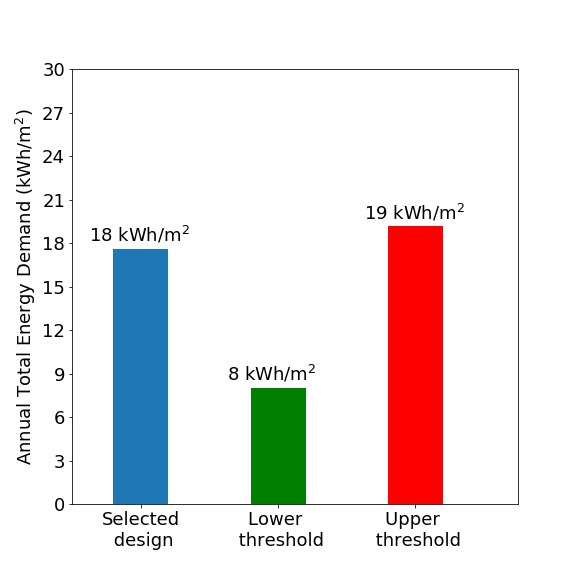 Annual Total Energy Demand (kWh/m²)
30
27
24
21
18
15
12
9
6
3
0
18 kWh/m²
8 kWh/m²
19 kWh/m²
Selected
design
Lower
threshold
Upper
threshold